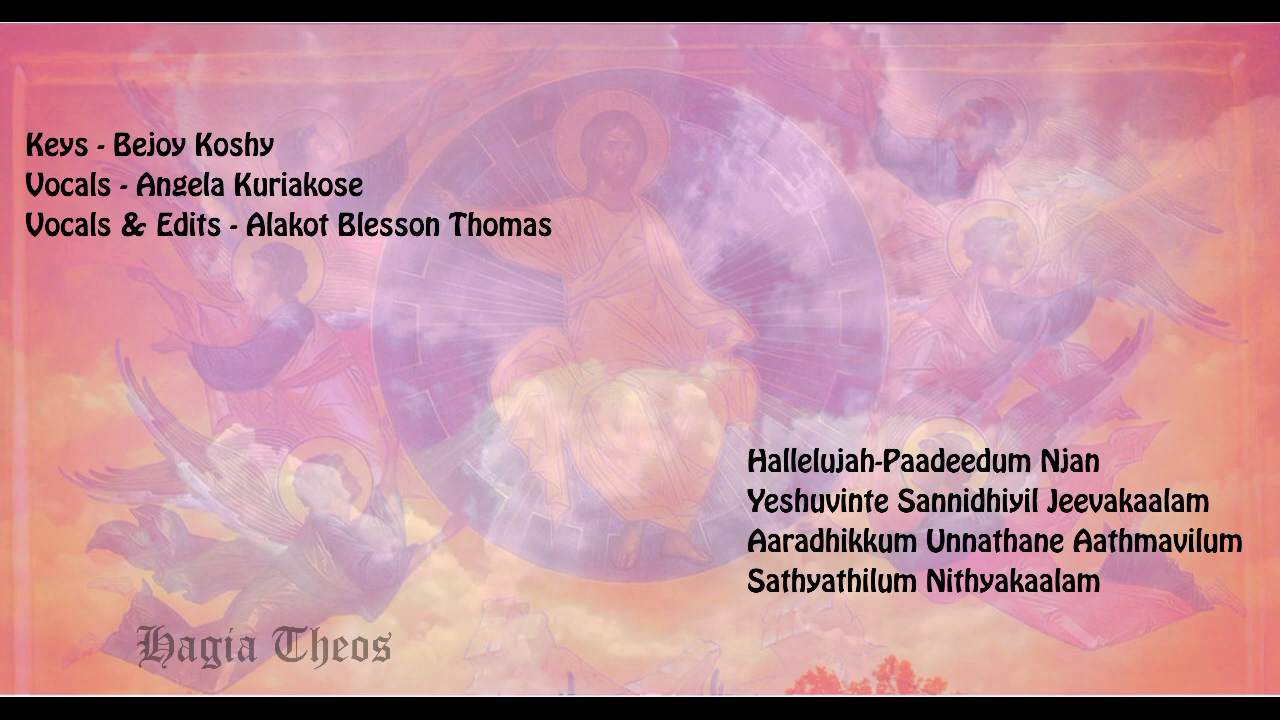 Keys - Bejoy Koshy
Vocals - Angela Kuriakose
Vocals & Edits - Alakot Blesson Thomas
Hallelujah-Paadeedum Njan
Yeshuvinte Sannidhiyil Jeevakaalam
Aaradhikkum Unnathane Aathmavilum
Sathyathilum Nithyakaalam
Hagia Theos